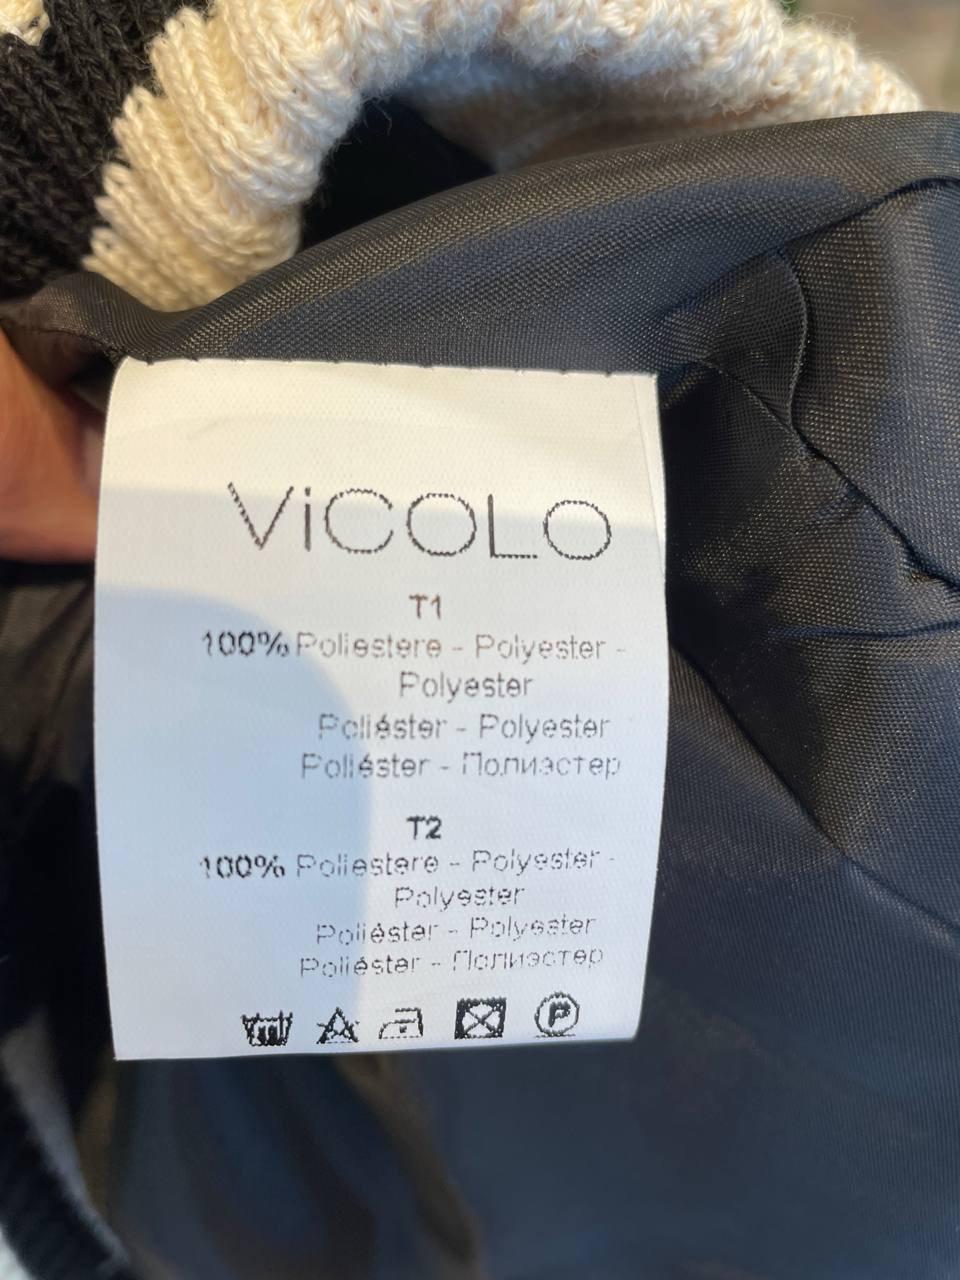 ViCOLO
T1
100% Poliestere - Polyester -
Polyester
Poliéster - Polyester
Poliéster - Полиэстер
T2
100% Poliestere - Polyester -
Polyester
Poliéster - Polyester
Poliéster - Полиэстер
P